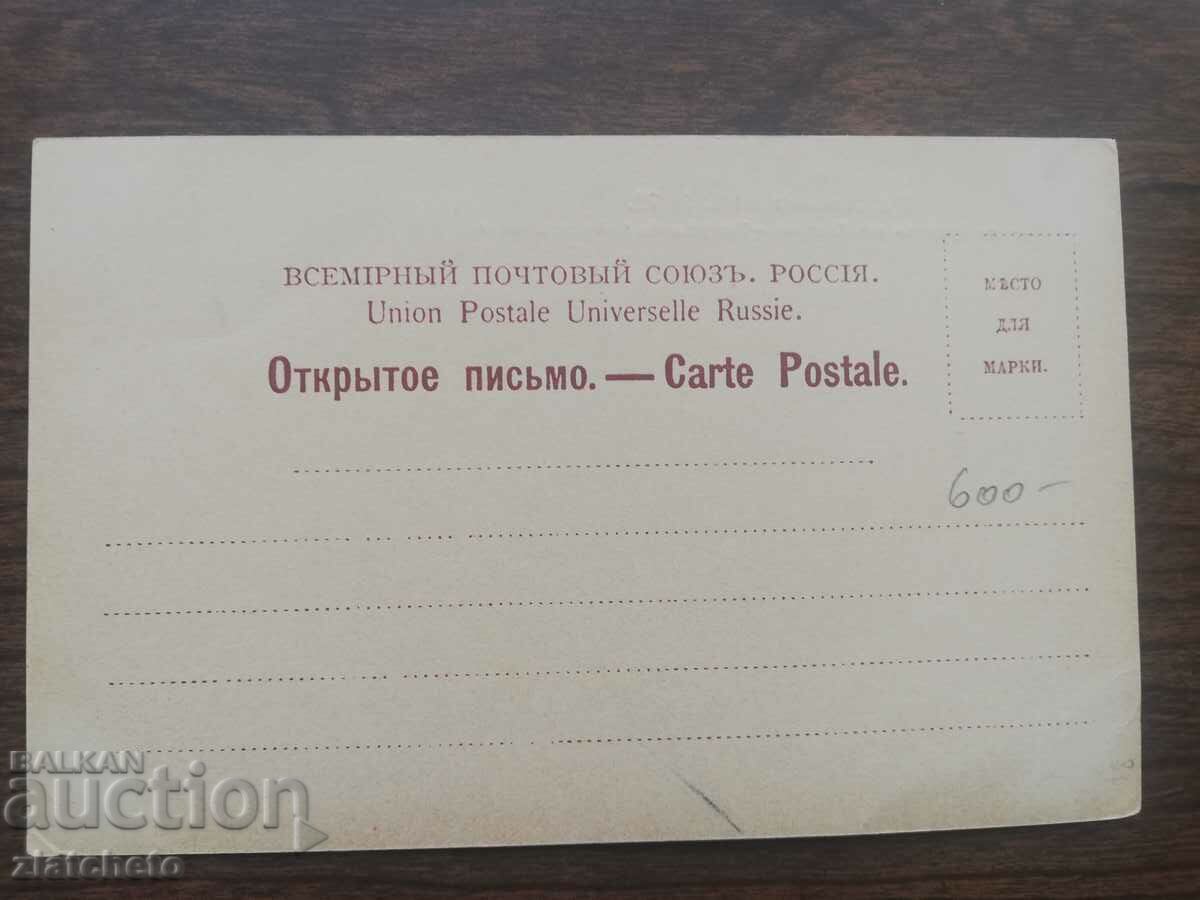 ВСЕМІРНЫЙ ПОЧТОВЫЙ СОЮЗЪ. РОССІЯ.
Union Postale Universelle Russie.
Открытое письмо. — Carte Postale.
МѢСТО
ДЛЯ
МАРКИ.
600-
BALKAN
auction
zlatcheto